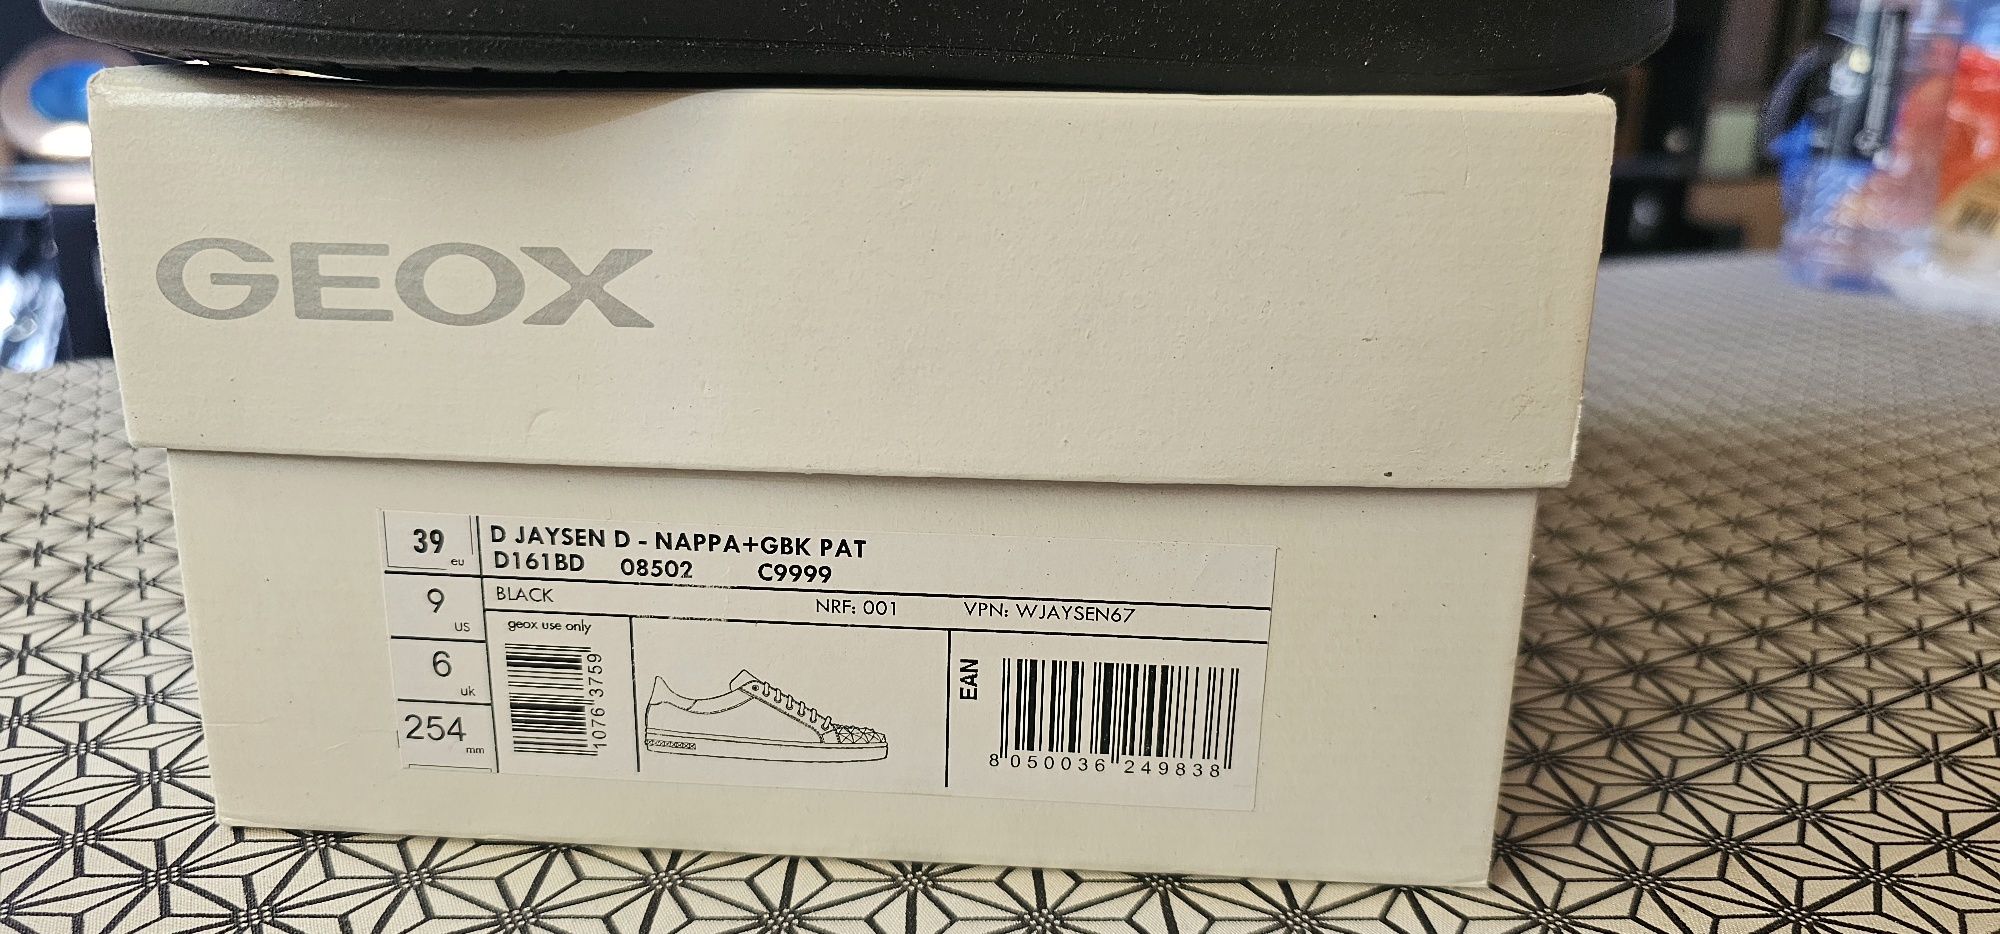 GEOX
39 eu
D JAYSEN D - NAPPA+GBK PAT
D161BD 08502 C9999
9 US
BLACK NRF: 001 VPN: WJAYSEN67
6 uk
254 mm
geox use only
1076 3759
EAN
8 050036 249838